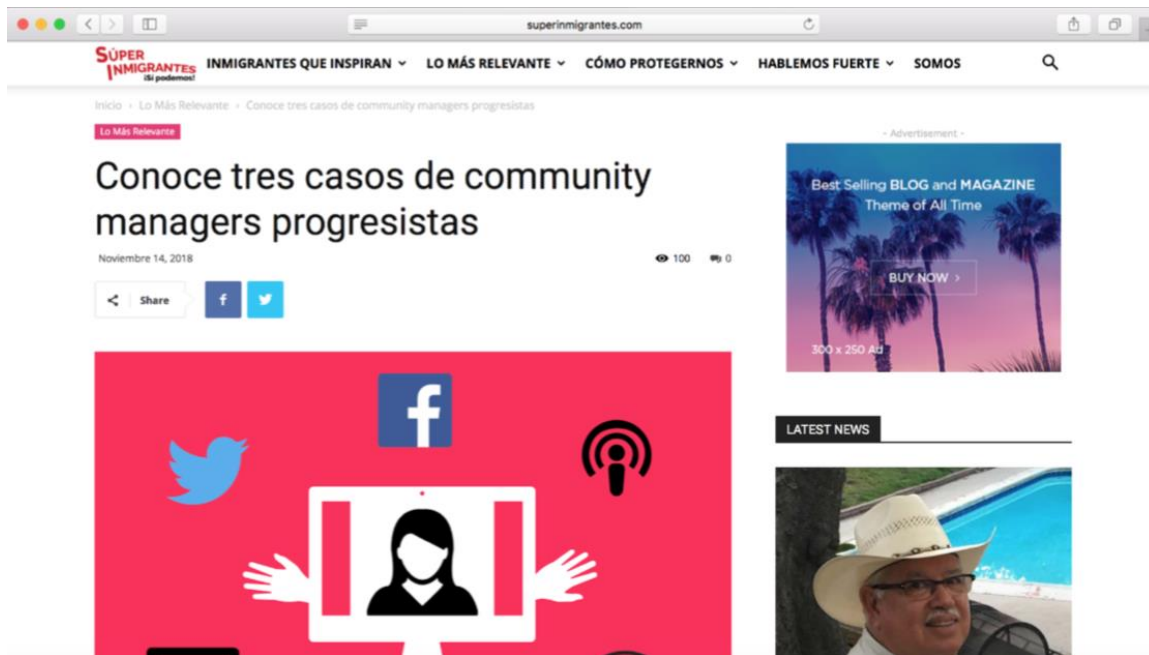 superinmigrantes.com
SÚPER
INMIGRANTES
¡Sí podemos!
INMIGRANTES QUE INSPIRAN
LO MÁS RELEVANTE
CÓMO PROTEGERNOS
HABLEMOS FUERTE
SOMOS
Inicio › Lo Más Relevante › Conoce tres casos de community managers progresistas
Lo Más Relevante
Conoce tres casos de community
managers progresistas
Noviembre 14, 2018
100
0
Share
- Advertisement -
Best Selling BLOG and MAGAZINE
Theme of All Time
BUY NOW ›
300 x 250 Ad
LATEST NEWS